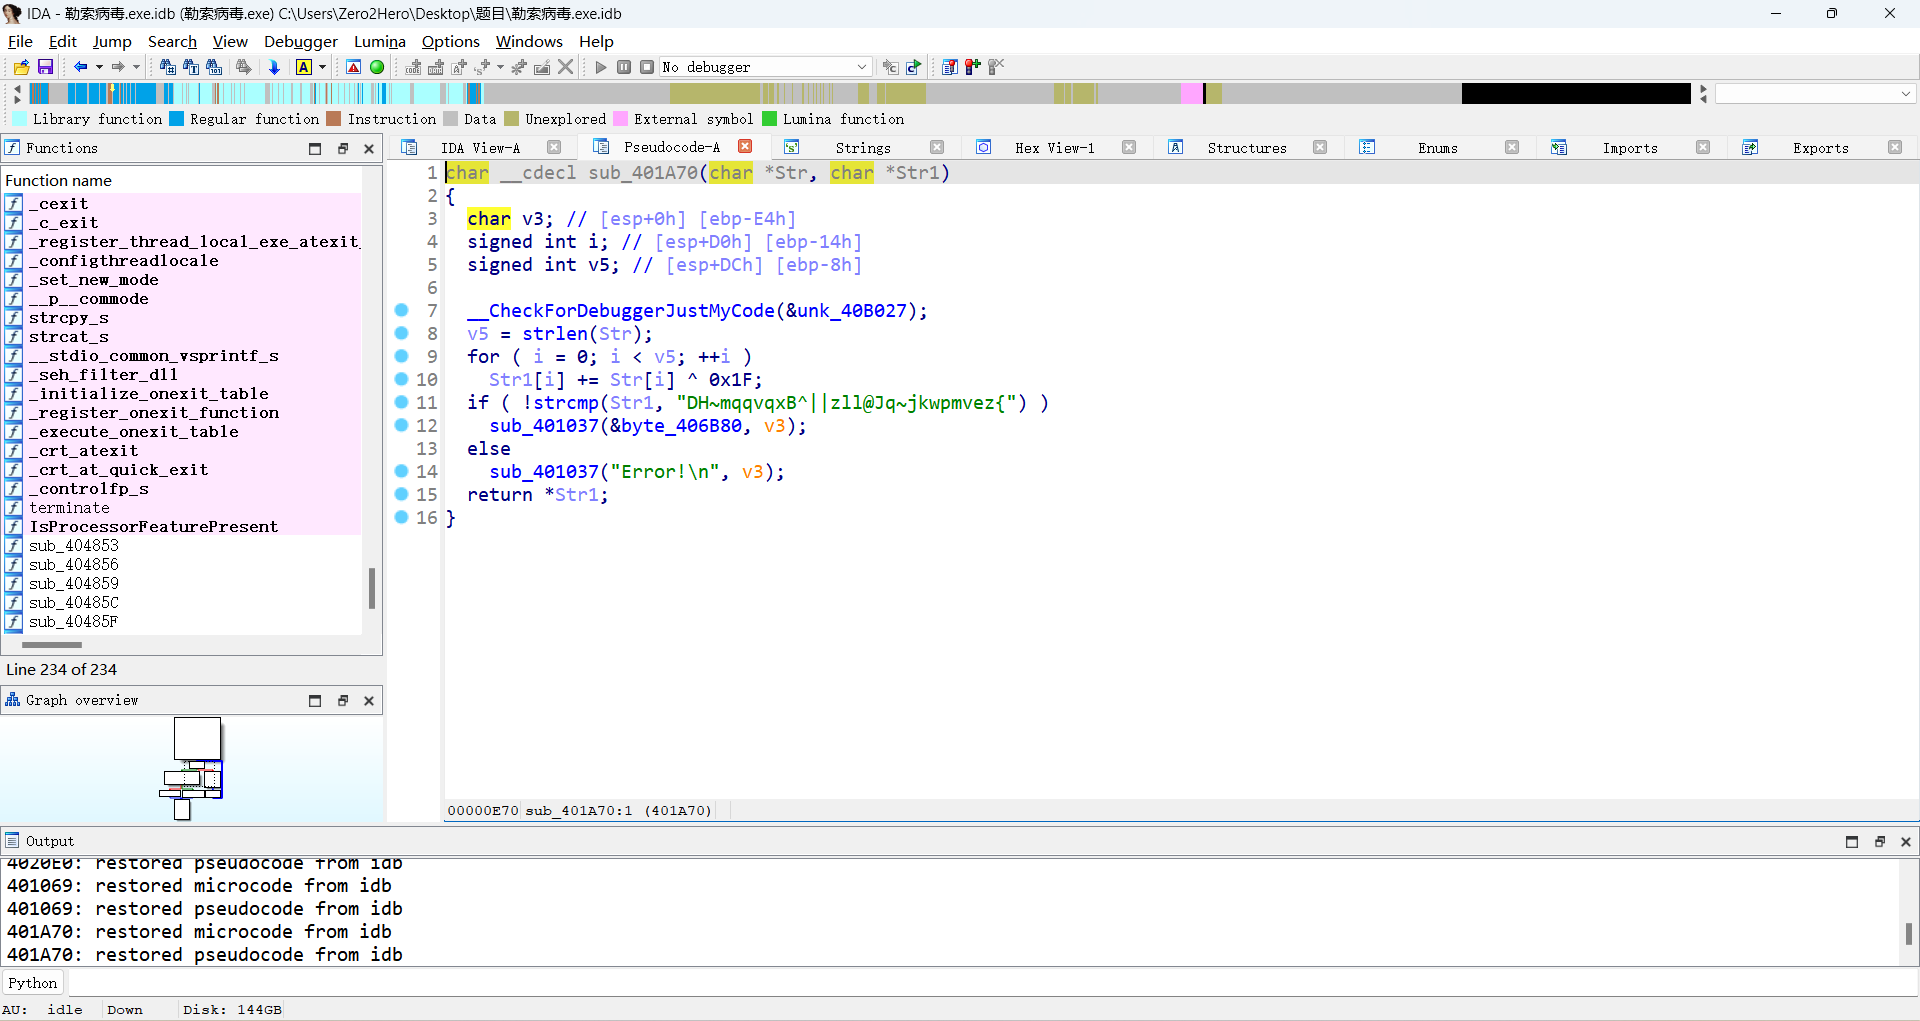 IDA - 勒索病毒.exe.idb (勒索病毒.exe) C:\Users\Zero2Hero\Desktop\题目\勒索病毒.exe.idb
File Edit Jump Search View Debugger Lumina Options Windows Help
No debugger
Library function Regular function Instruction Data Unexplored External symbol Lumina function
Functions
Function name
_cexit
_c_exit
_register_thread_local_exe_atexit_
_configthreadlocale
_set_new_mode
__p__commode
strcpy_s
strcat_s
__stdio_common_vsprintf_s
_seh_filter_dll
_initialize_onexit_table
_register_onexit_function
_execute_onexit_table
_crt_atexit
_crt_at_quick_exit
_controlfp_s
terminate
IsProcessorFeaturePresent
sub_404853
sub_404856
sub_404859
sub_40485C
sub_40485F
Line 234 of 234
Graph overview
IDA View-A Pseudocode-A Strings Hex View-1 Structures Enums Imports Exports
1 char __cdecl sub_401A70(char *Str, char *Str1)
2 {
3 char v3; // [esp+0h] [ebp-E4h]
4 signed int i; // [esp+D0h] [ebp-14h]
5 signed int v5; // [esp+DCh] [ebp-8h]
6
7 __CheckForDebuggerJustMyCode(&unk_40B027);
8 v5 = strlen(Str);
9 for ( i = 0; i < v5; ++i )
10 Str1[i] += Str[i] ^ 0x1F;
11 if ( !strcmp(Str1, "DH~mqqvqxB^||zll@Jq~jkwpmvez{") )
12 sub_401037(&byte_406B80, v3);
13 else
14 sub_401037("Error!\n", v3);
15 return *Str1;
16 }
00000E70 sub_401A70:1 (401A70)
Output
4020E0: restored pseudocode from idb
401069: restored microcode from idb
401069: restored pseudocode from idb
401A70: restored microcode from idb
401A70: restored pseudocode from idb
Python
AU: idle Down Disk: 144GB